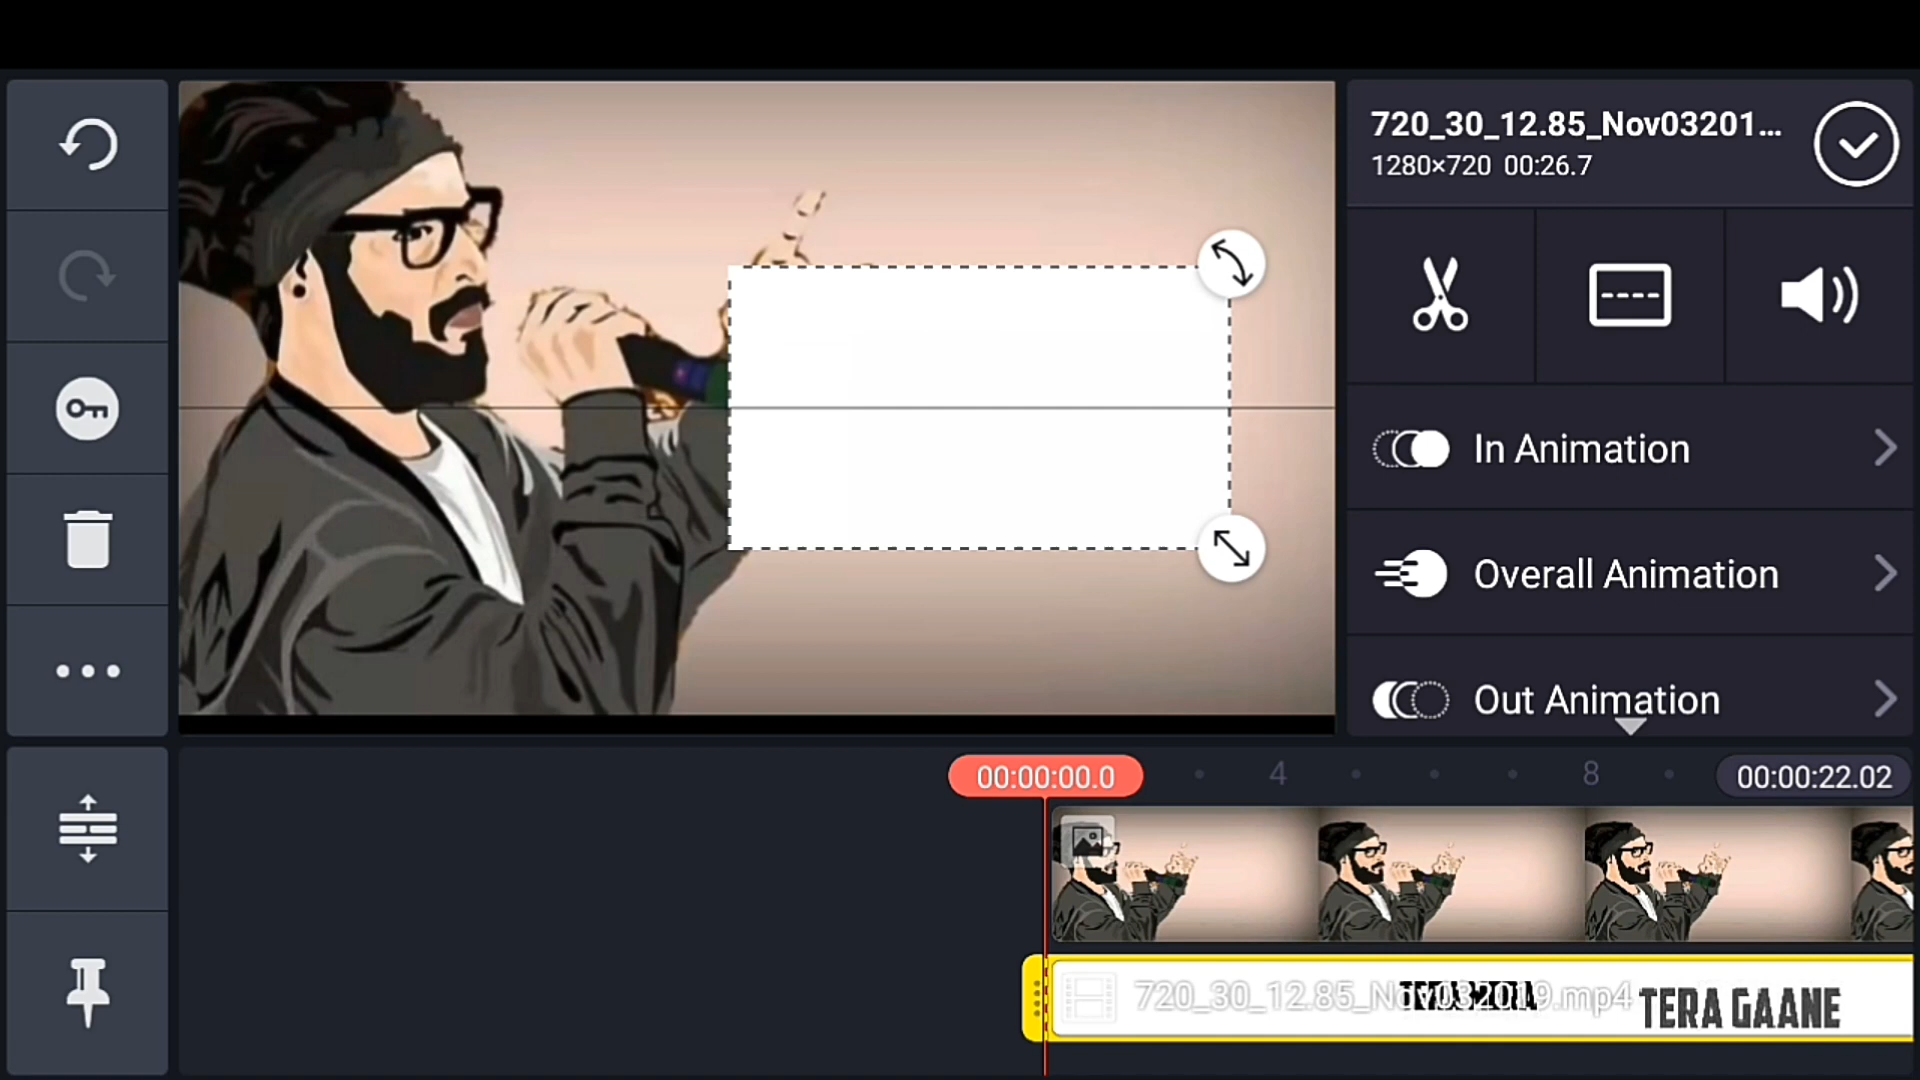 720_30_12.85_Nov03201...
1280×720 00:26.7
In Animation
Overall Animation
Out Animation
00:00:00.0
4
8
00:00:22.02
720_30_12.85_Nov032019.mp4
TERA GAANE